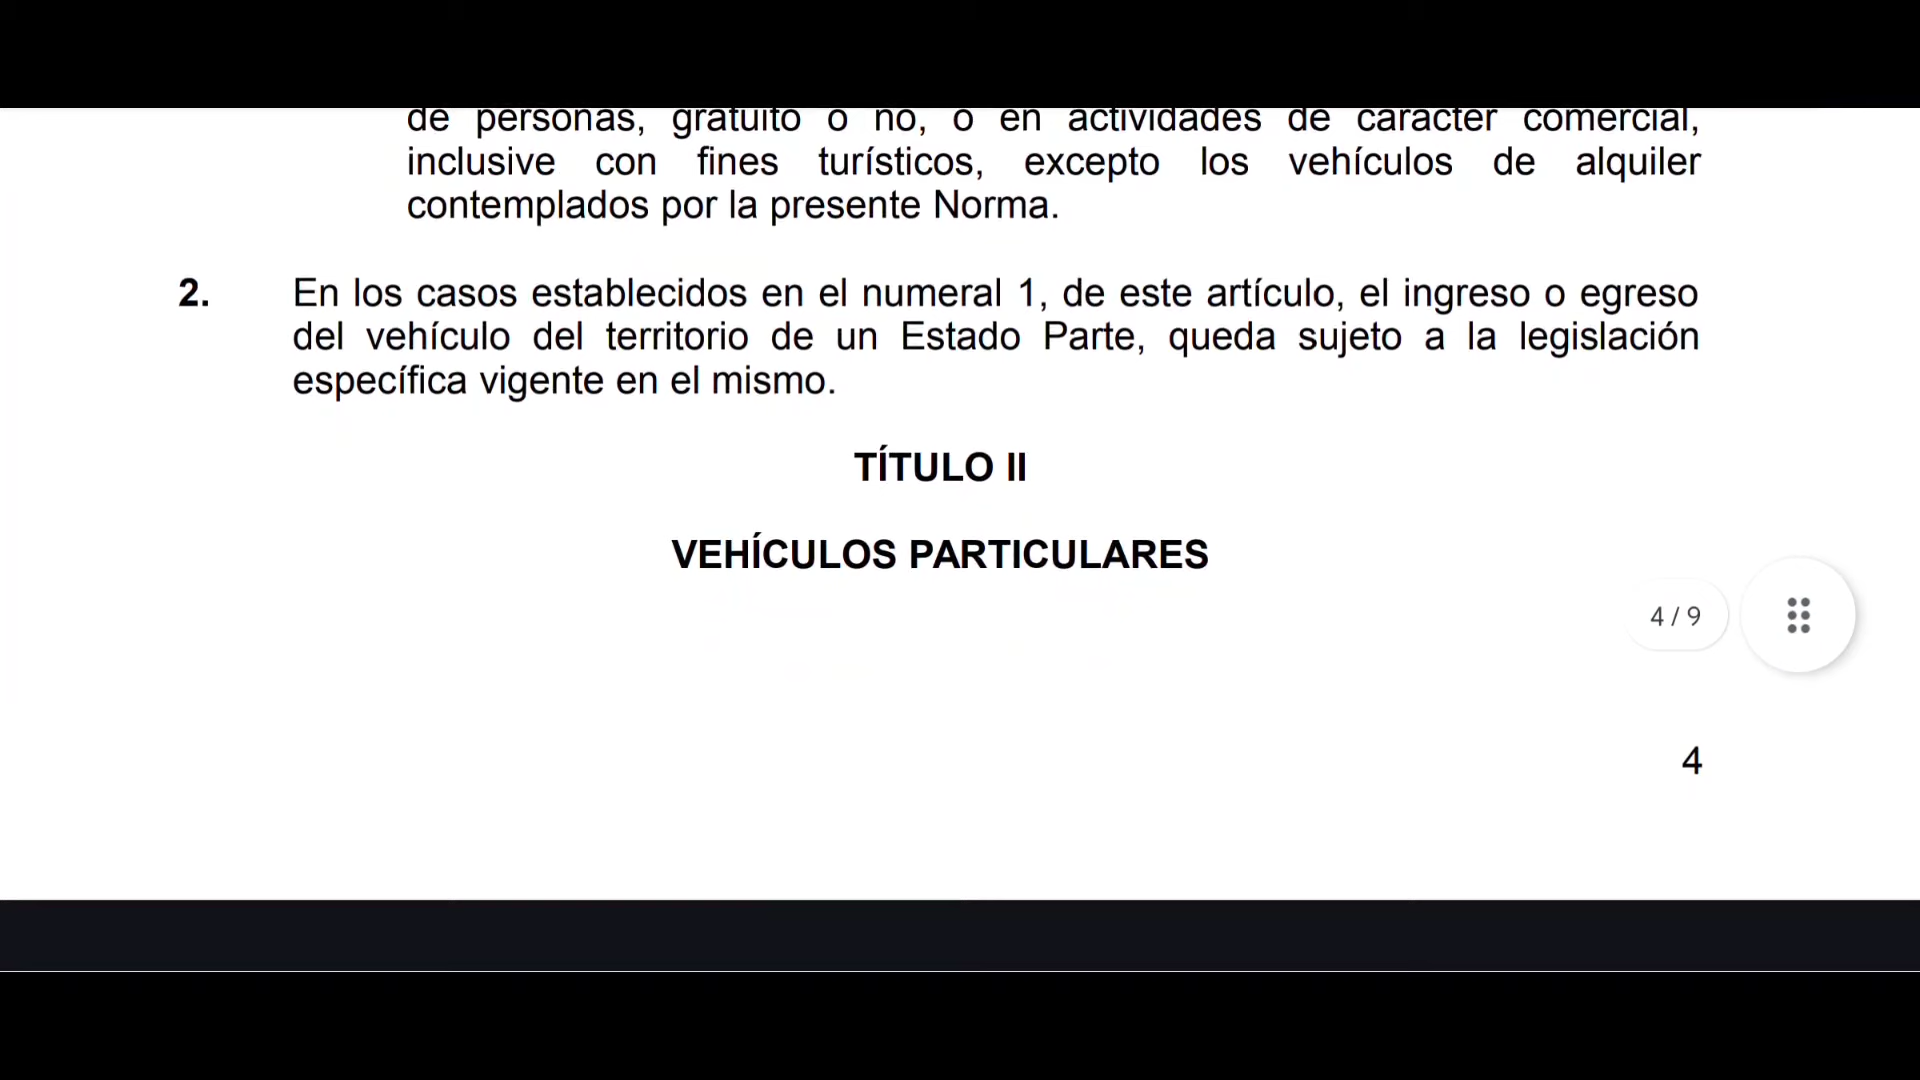 de personas, gratuito o no, o en actividades de carácter comercial,
inclusive con fines turísticos, excepto los vehículos de alquiler
contemplados por la presente Norma.
2. En los casos establecidos en el numeral 1, de este artículo, el ingreso o egreso
del vehículo del territorio de un Estado Parte, queda sujeto a la legislación
específica vigente en el mismo.
TÍTULO II
VEHÍCULOS PARTICULARES
4 / 9
4